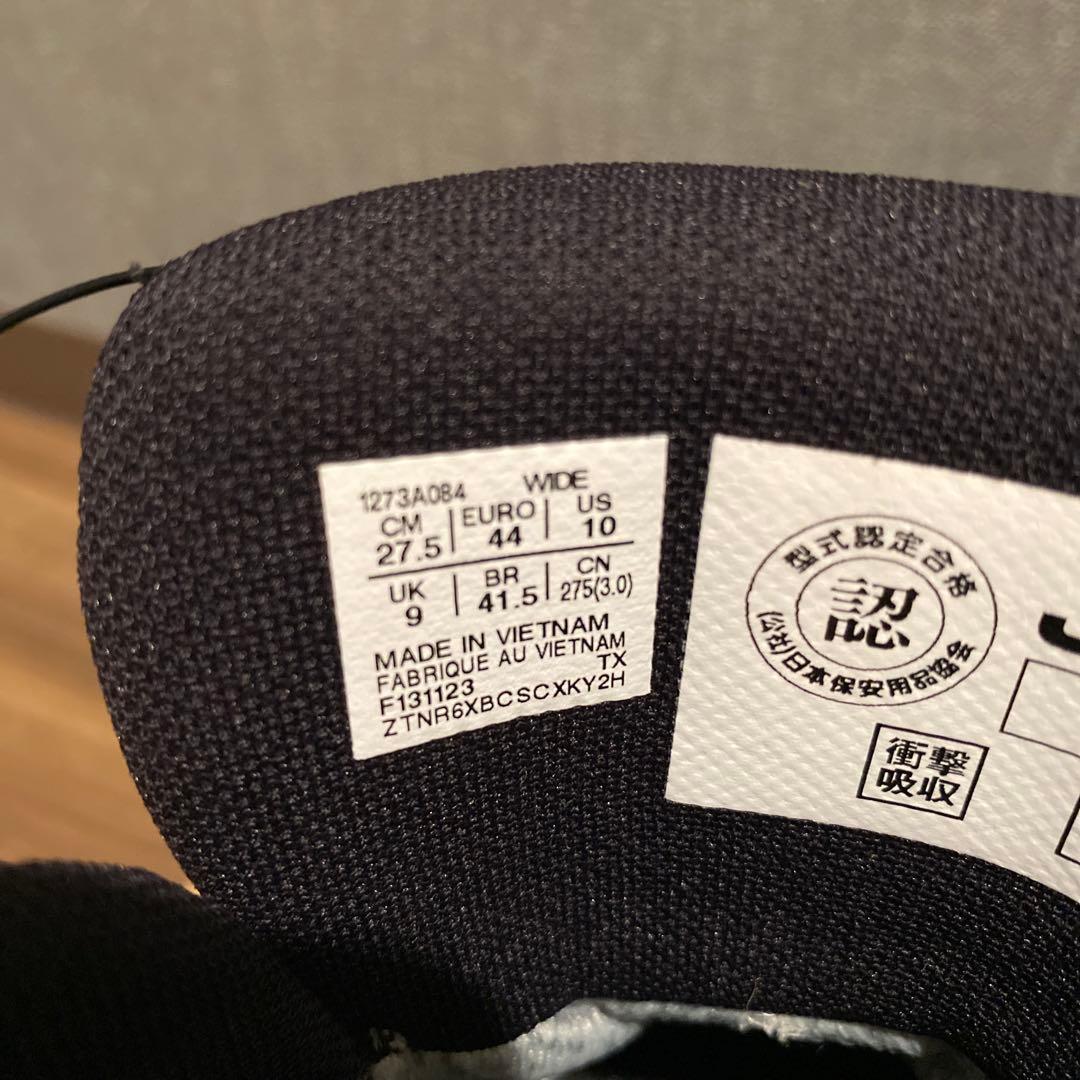 1273A084 WIDE
CM EURO US
27.5 44 10
UK BR CN
9 41.5 275(3.0)
MADE IN VIETNAM
FABRIQUE AU VIETNAM
F131123 TX
ZTNR6XBCSCXKY2H
型式認定合格
認
(公社)日本保安用品協会
衝撃
吸収